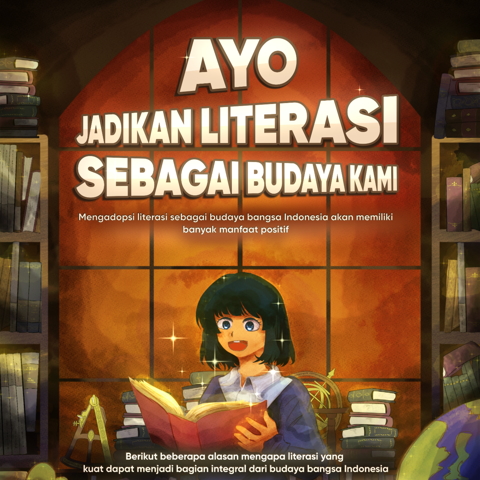 AYO
JADIKAN LITERASI
SEBAGAI BUDAYA KAMI
Mengadopsi literasi sebagai budaya bangsa Indonesia akan memiliki
banyak manfaat positif
Berikut beberapa alasan mengapa literasi yang
kuat dapat menjadi bagian integral dari budaya bangsa Indonesia